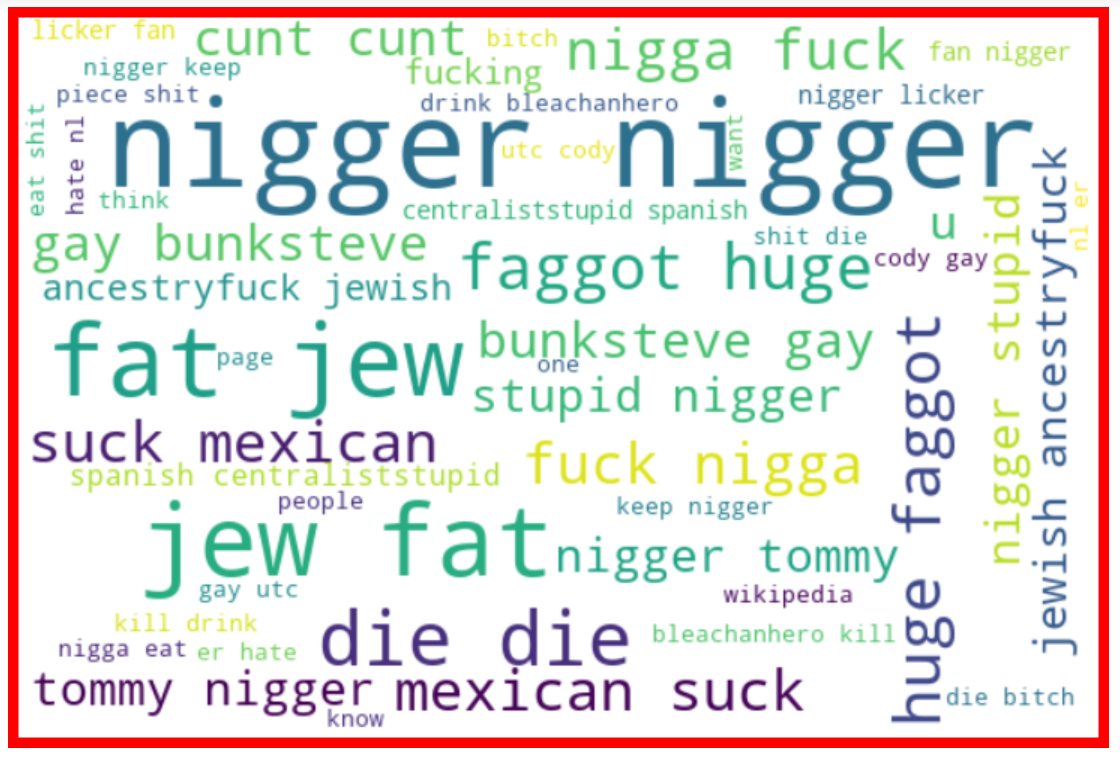 licker fan
cunt cunt
bitch
nigga fuck
fan nigger
nigger keep
fucking
piece shit
drink bleachanhero
nigger licker
eat shit
hate nl
nigger nigger
utc cody
want
think
centraliststupid spanish
gay bunksteve
shit die
u
cody gay
nl er
ancestryfuck jewish
faggot huge
nigger stupid
jewish ancestryfuck
fat jew
page
bunksteve gay
one
stupid nigger
huge faggot
suck mexican
spanish centraliststupid
fuck nigga
people
keep nigger
jew fat
nigger tommy
gay utc
wikipedia
kill drink
die die
bleachanhero kill
nigga eat
er hate
tommy nigger
mexican suck
die bitch
know